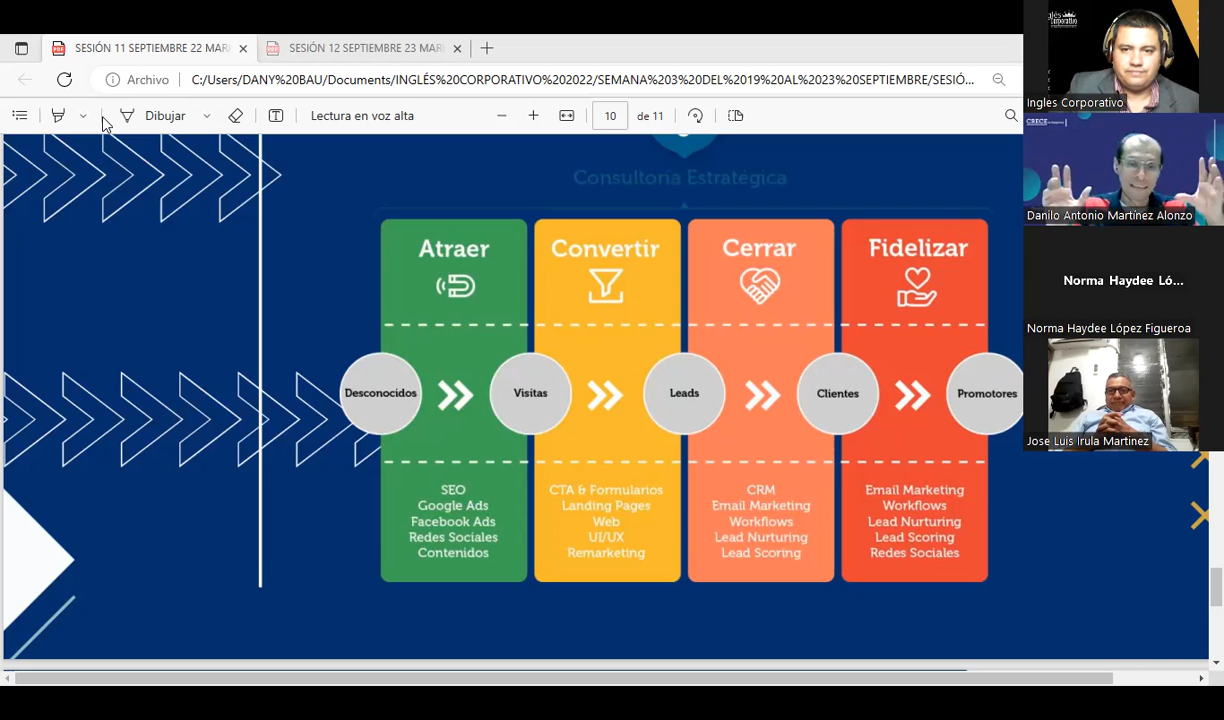 SESIÓN 11 SEPTIEMBRE 22 MAR
SESIÓN 12 SEPTIEMBRE 23 MAR
Archivo
C:/Users/DANY%20BAU/Documents/INGLÉS%20CORPORATIVO%202022/SEMANA%203%20DEL%2019%20AL%2023%20SEPTIEMBRE/SESIÓ...
Dibujar
Lectura en voz alta
10
de 11
Consultoría Estratégica
Atraer
Convertir
Cerrar
Fidelizar
Desconocidos
Visitas
Leads
Clientes
Promotores
SEO
Google Ads
Facebook Ads
Redes Sociales
Contenidos
CTA & Formularios
Landing Pages
Web
UI/UX
Remarketing
CRM
Email Marketing
Workflows
Lead Nurturing
Lead Scoring
Email Marketing
Workflows
Lead Nurturing
Lead Scoring
Redes Sociales
Ingles Corporativo
CRECE
Danilo Antonio Martínez Alonzo
Norma Haydee Ló...
Norma Haydee López Figueroa
Jose Luis Irula Martinez